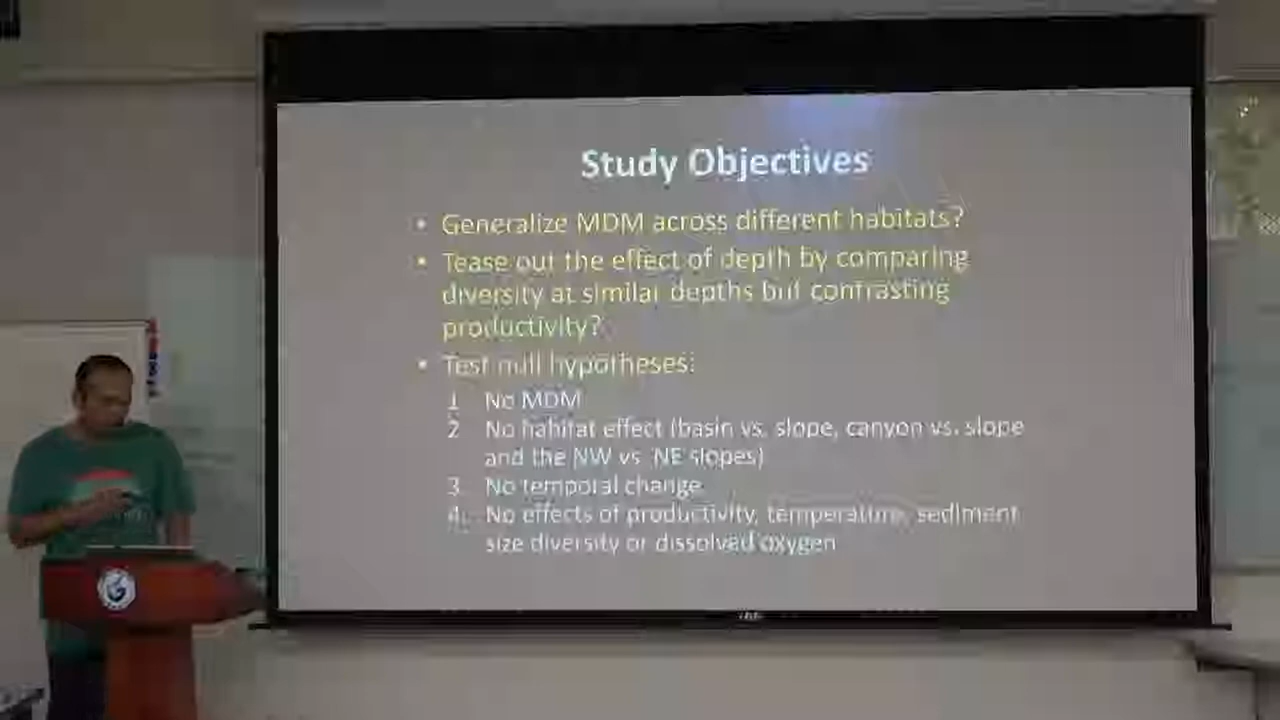 Study Objectives
• Generalize MDM across different habitats?
• Tease out the effect of depth by comparing
diversity at similar depths but contrasting
productivity?
• Test null hypotheses:
1. No MDM
2. No habitat effect (basin vs. slope, canyon vs. slope
and the NW vs. NE slopes)
3. No temporal change
4. No effects of productivity, temperature, sediment
size diversity or dissolved oxygen